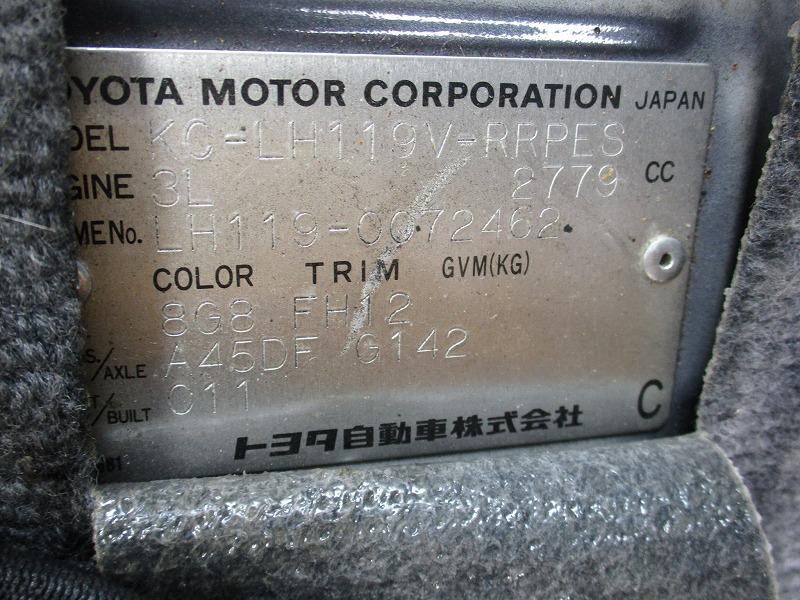 OYOTA MOTOR CORPORATION JAPAN
DEL KC-LH119V-RRPES
GINE 3L 2779 CC
MENo. LH119-0072462
COLOR TRIM GVM(KG)
8G8 FH12
S./AXLE A45DF G142
T/BUILT C11
C
トヨタ自動車株式会社